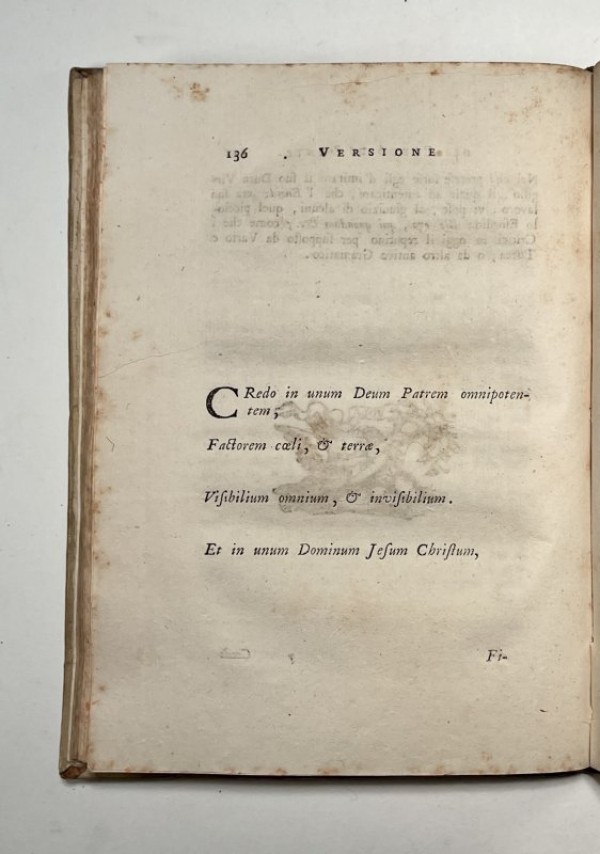 136 . VERSIONE
CRedo in unum Deum Patrem omnipoten-
tem;
Factorem cœli, & terræ,
Viſibilium omnium, & inviſibilium.
Et in unum Dominum Jeſum Chriſtum,
Fi-